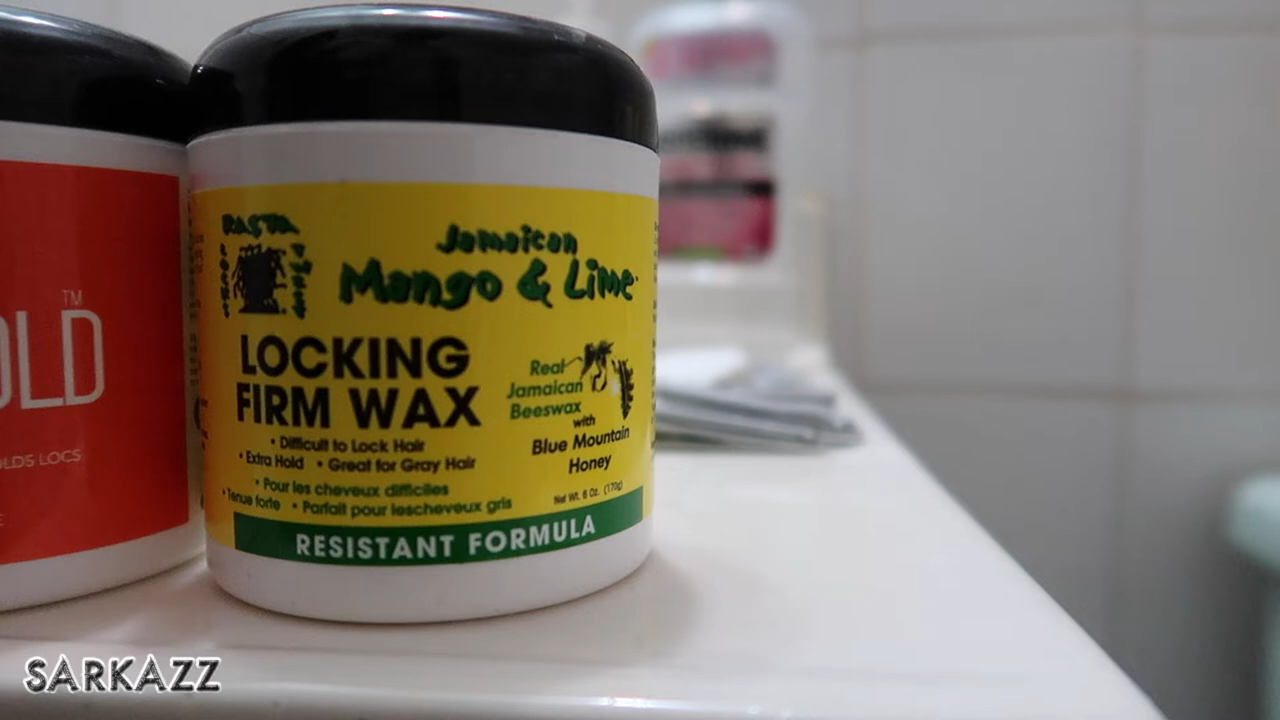 RASTA
LOCKS
TWIST
Jamaican
Mango & Lime
LOCKING
FIRM WAX
Real
Jamaican
Beeswax
with
Blue Mountain
Honey
• Difficult to Lock Hair
• Extra Hold • Great for Gray Hair
• Pour les cheveux difficiles
• Tenue forte • Parfait pour lescheveux gris
Net Wt. 6 Oz. (170g)
RESISTANT FORMULA
TM
OLD
OLDS LOCS
SARKAZZ